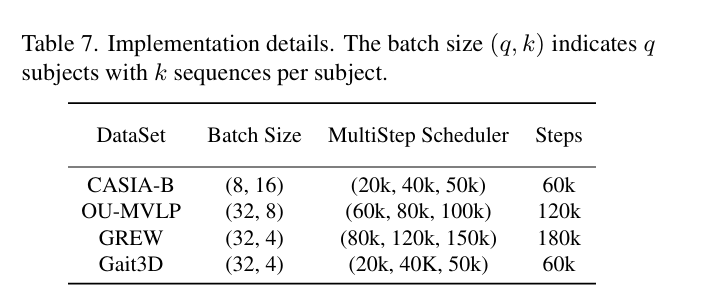 Table 7. Implementation details. The batch size (q, k) indicates q
subjects with k sequences per subject.
DataSet Batch Size MultiStep Scheduler Steps
CASIA-B (8, 16) (20k, 40k, 50k) 60k
OU-MVLP (32, 8) (60k, 80k, 100k) 120k
GREW (32, 4) (80k, 120k, 150k) 180k
Gait3D (32, 4) (20k, 40K, 50k) 60k